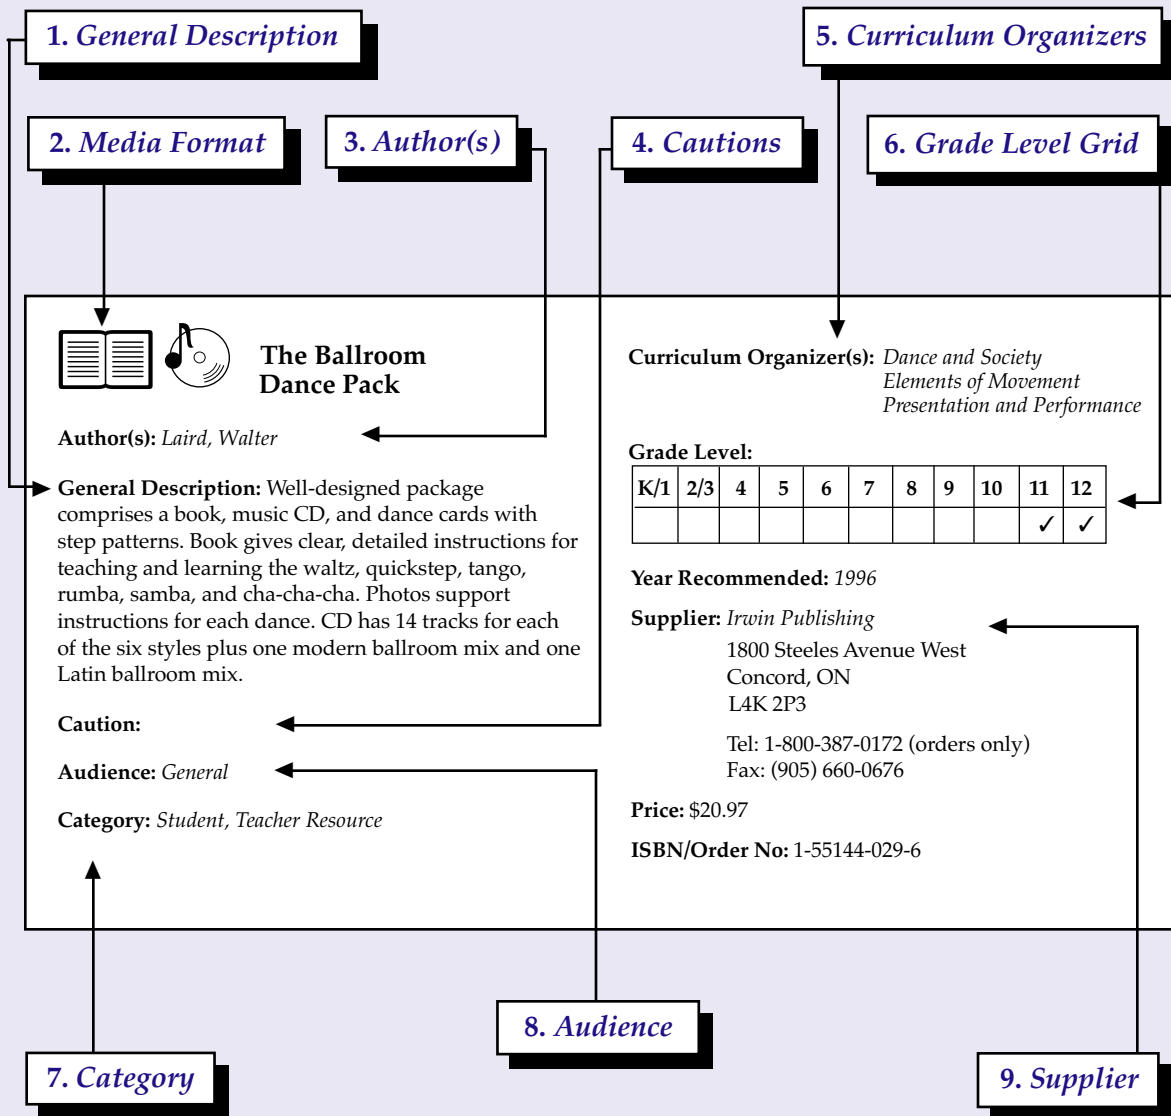 1. General Description
5. Curriculum Organizers
2. Media Format
3. Author(s)
4. Cautions
6. Grade Level Grid
The Ballroom
Dance Pack
Author(s): Laird, Walter
General Description: Well-designed package
comprises a book, music CD, and dance cards with
step patterns. Book gives clear, detailed instructions for
teaching and learning the waltz, quickstep, tango,
rumba, samba, and cha-cha-cha. Photos support
instructions for each dance. CD has 14 tracks for each
of the six styles plus one modern ballroom mix and one
Latin ballroom mix.
Caution:
Audience: General
Category: Student, Teacher Resource
Curriculum Organizer(s): Dance and Society
Elements of Movement
Presentation and Performance
Grade Level:
K/1 2/3 4 5 6 7 8 9 10 11 12
✓ ✓
Year Recommended: 1996
Supplier: Irwin Publishing
1800 Steeles Avenue West
Concord, ON
L4K 2P3
Tel: 1-800-387-0172 (orders only)
Fax: (905) 660-0676
Price: $20.97
ISBN/Order No: 1-55144-029-6
8. Audience
7. Category
9. Supplier